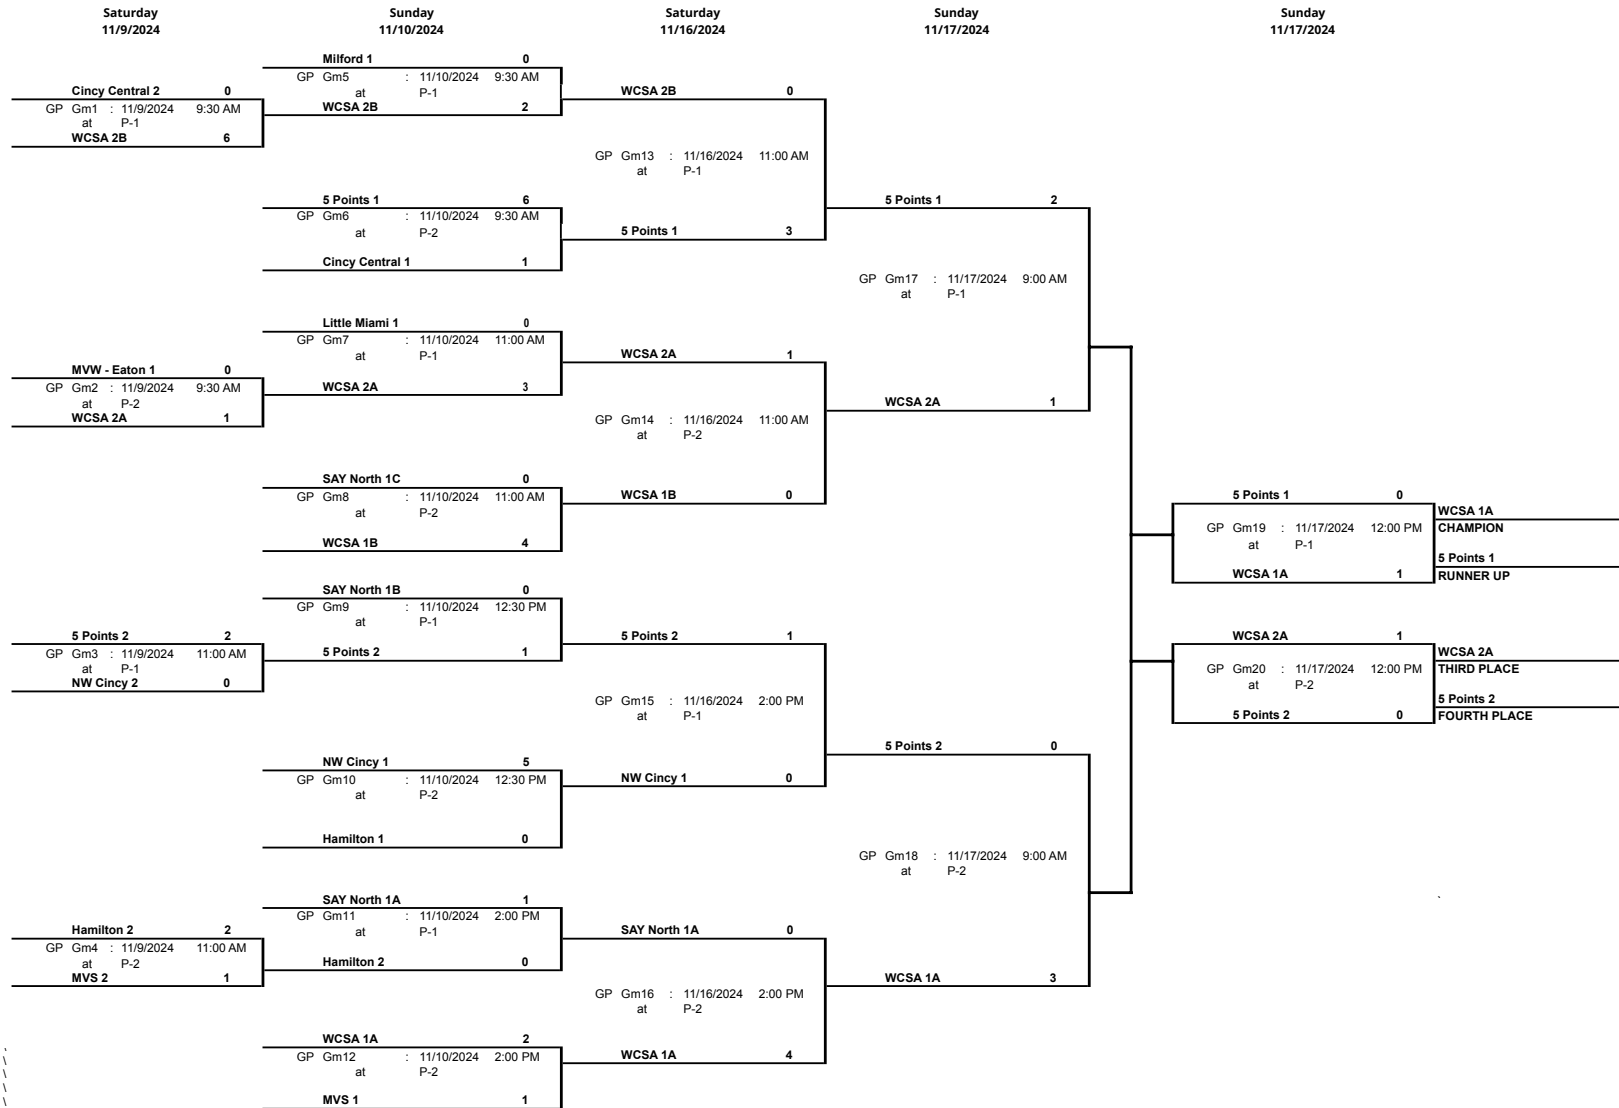 Saturday
11/9/2024
Sunday
11/10/2024
Saturday
11/16/2024
Sunday
11/17/2024
Sunday
11/17/2024
Cincy Central 2 0
GP Gm1 : 11/9/2024 9:30 AM
at P-1
WCSA 2B 6
MVW - Eaton 1 0
GP Gm2 : 11/9/2024 9:30 AM
at P-2
WCSA 2A 1
5 Points 2 2
GP Gm3 : 11/9/2024 11:00 AM
at P-1
NW Cincy 2 0
Hamilton 2 2
GP Gm4 : 11/9/2024 11:00 AM
at P-2
MVS 2 1
Milford 1 0
GP Gm5 : 11/10/2024 9:30 AM
at P-1
WCSA 2B 2
5 Points 1 6
GP Gm6 : 11/10/2024 9:30 AM
at P-2
Cincy Central 1 1
Little Miami 1 0
GP Gm7 : 11/10/2024 11:00 AM
at P-1
WCSA 2A 3
SAY North 1C 0
GP Gm8 : 11/10/2024 11:00 AM
at P-2
WCSA 1B 4
SAY North 1B 0
GP Gm9 : 11/10/2024 12:30 PM
at P-1
5 Points 2 1
NW Cincy 1 5
GP Gm10 : 11/10/2024 12:30 PM
at P-2
Hamilton 1 0
SAY North 1A 1
GP Gm11 : 11/10/2024 2:00 PM
at P-1
Hamilton 2 0
WCSA 1A 2
GP Gm12 : 11/10/2024 2:00 PM
at P-2
MVS 1 1
WCSA 2B 0
GP Gm13 : 11/16/2024 11:00 AM
at P-1
5 Points 1 3
WCSA 2A 1
GP Gm14 : 11/16/2024 11:00 AM
at P-2
WCSA 1B 0
5 Points 2 1
GP Gm15 : 11/16/2024 2:00 PM
at P-1
NW Cincy 1 0
SAY North 1A 0
GP Gm16 : 11/16/2024 2:00 PM
at P-2
WCSA 1A 4
5 Points 1 2
GP Gm17 : 11/17/2024 9:00 AM
at P-1
WCSA 2A 1
5 Points 2 0
GP Gm18 : 11/17/2024 9:00 AM
at P-2
WCSA 1A 3
5 Points 1 0
GP Gm19 : 11/17/2024 12:00 PM
at P-1
WCSA 1A 1
WCSA 1A
CHAMPION
5 Points 1
RUNNER UP
WCSA 2A 1
GP Gm20 : 11/17/2024 12:00 PM
at P-2
5 Points 2 0
WCSA 2A
THIRD PLACE
5 Points 2
FOURTH PLACE